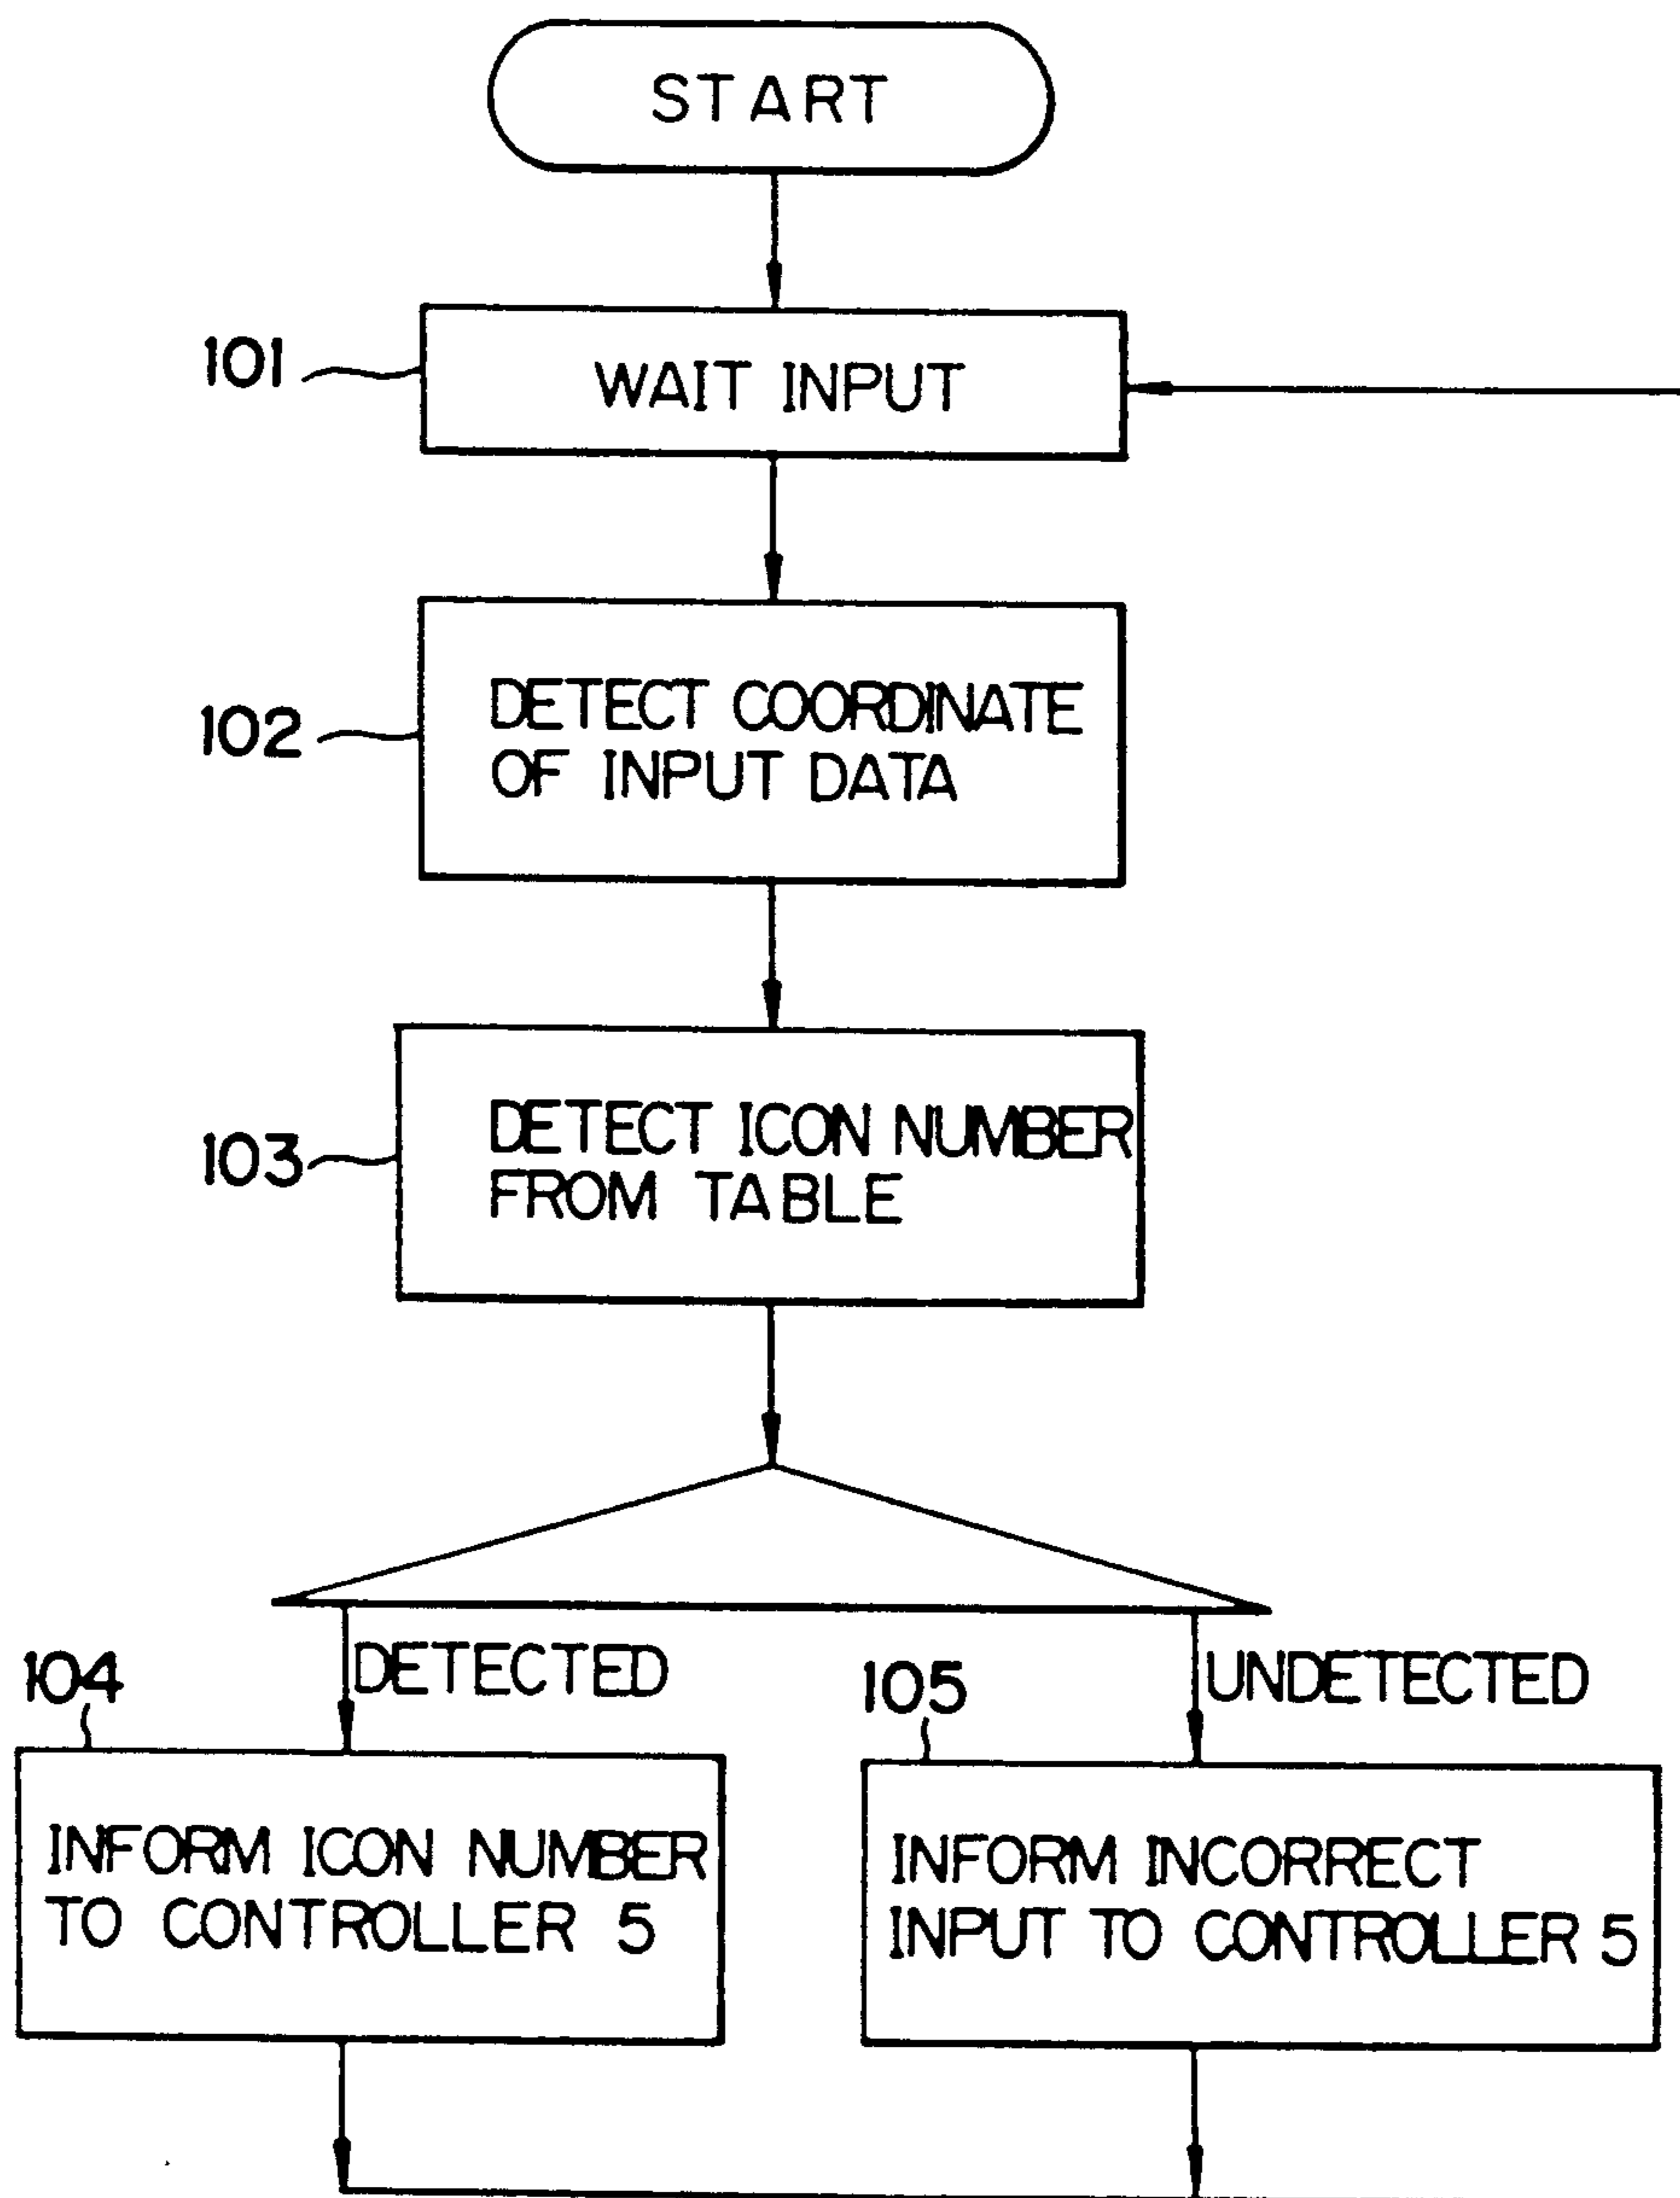 START
101
WAIT INPUT
102
DETECT COORDINATE
OF INPUT DATA
103
DETECT ICON NUMBER
FROM TABLE
DETECTED
UNDETECTED
104
105
INFORM ICON NUMBER
TO CONTROLLER 5
INFORM INCORRECT
INPUT TO CONTROLLER 5